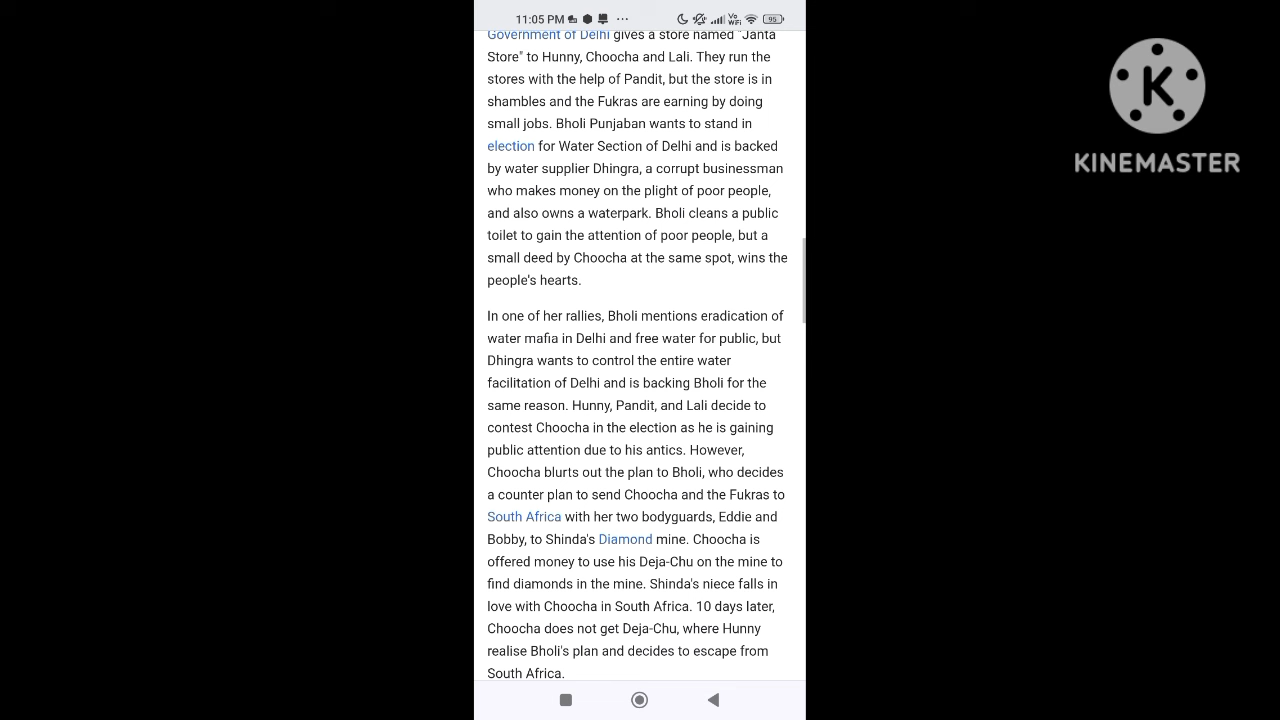 11:05 PM
Vo
WiFi
95
Government of Delhi gives a store named "Janta
Store" to Hunny, Choocha and Lali. They run the
stores with the help of Pandit, but the store is in
shambles and the Fukras are earning by doing
small jobs. Bholi Punjaban wants to stand in
election for Water Section of Delhi and is backed
by water supplier Dhingra, a corrupt businessman
who makes money on the plight of poor people,
and also owns a waterpark. Bholi cleans a public
toilet to gain the attention of poor people, but a
small deed by Choocha at the same spot, wins the
people's hearts.
In one of her rallies, Bholi mentions eradication of
water mafia in Delhi and free water for public, but
Dhingra wants to control the entire water
facilitation of Delhi and is backing Bholi for the
same reason. Hunny, Pandit, and Lali decide to
contest Choocha in the election as he is gaining
public attention due to his antics. However,
Choocha blurts out the plan to Bholi, who decides
a counter plan to send Choocha and the Fukras to
South Africa with her two bodyguards, Eddie and
Bobby, to Shinda's Diamond mine. Choocha is
offered money to use his Deja-Chu on the mine to
find diamonds in the mine. Shinda's niece falls in
love with Choocha in South Africa. 10 days later,
Choocha does not get Deja-Chu, where Hunny
realise Bholi's plan and decides to escape from
South Africa.
K
KINEMASTER